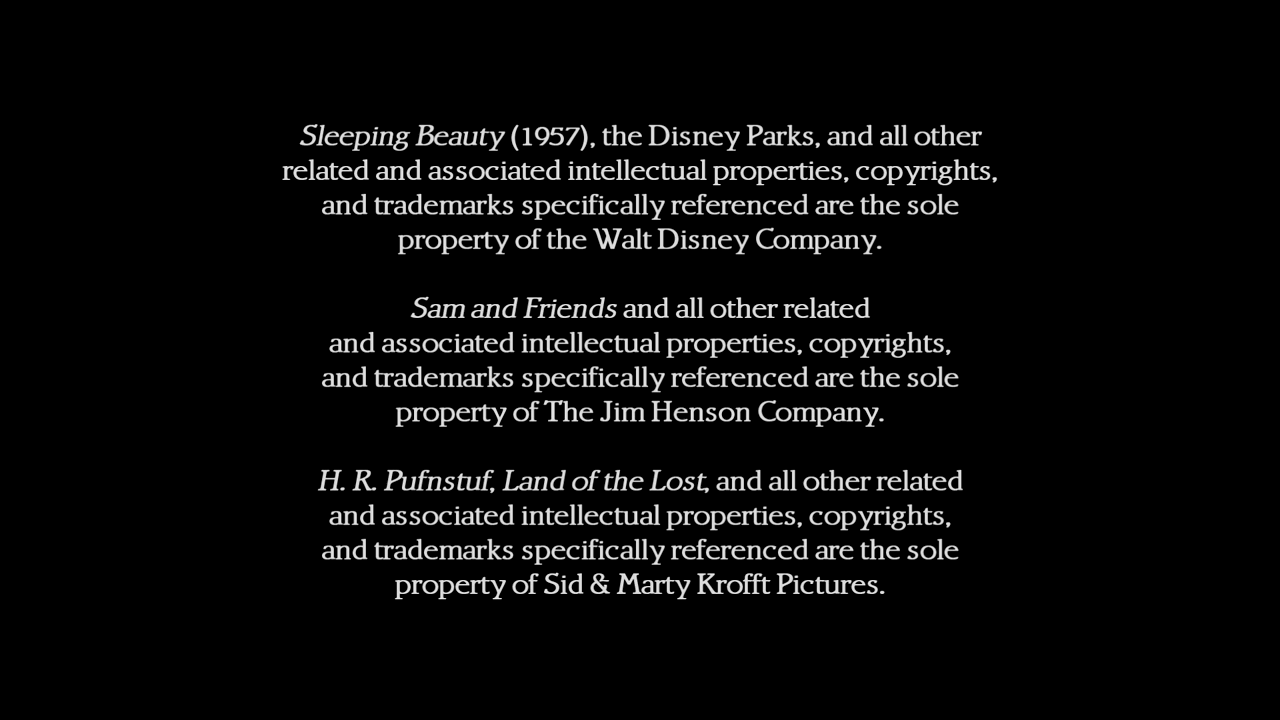 Sleeping Beauty (1957), the Disney Parks, and all other
related and associated intellectual properties, copyrights,
and trademarks specifically referenced are the sole
property of the Walt Disney Company.
Sam and Friends and all other related
and associated intellectual properties, copyrights,
and trademarks specifically referenced are the sole
property of The Jim Henson Company.
H. R. Pufnstuf, Land of the Lost, and all other related
and associated intellectual properties, copyrights,
and trademarks specifically referenced are the sole
property of Sid & Marty Krofft Pictures.